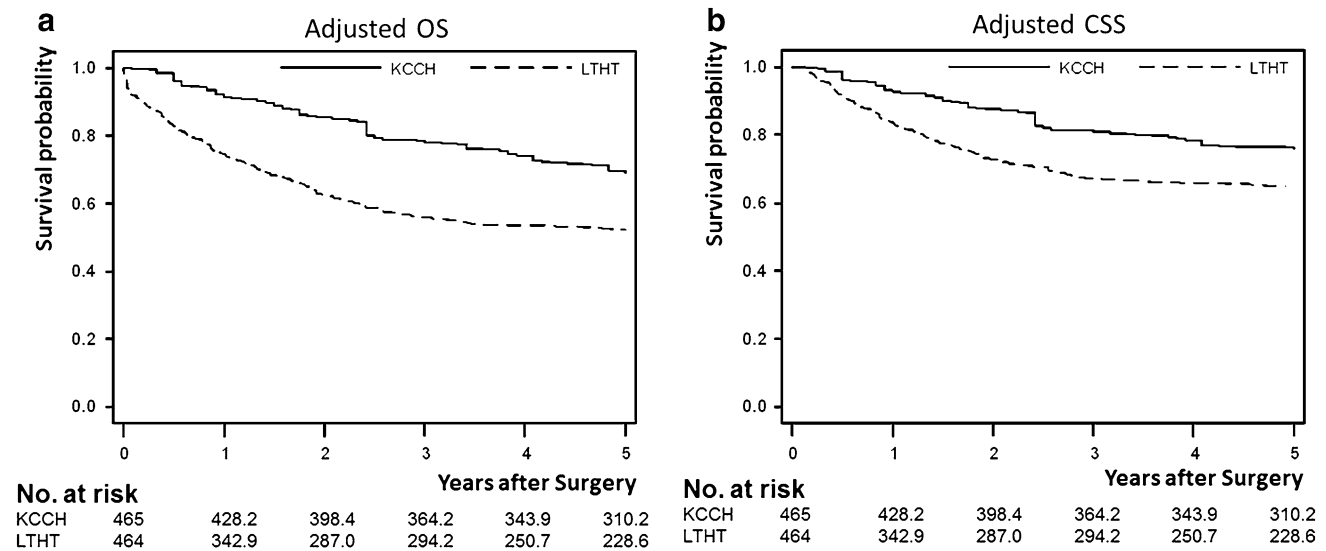 a
Adjusted OS
Survival probability
KCCH LTHT
1.0
0.8
0.6
0.4
0.2
0.0
0 1 2 3 4 5
Years after Surgery
No. at risk
KCCH 465 428.2 398.4 364.2 343.9 310.2
LTHT 464 342.9 287.0 294.2 250.7 228.6
b
Adjusted CSS
Survival probability
KCCH LTHT
1.0
0.8
0.6
0.4
0.2
0.0
0 1 2 3 4 5
Years after Surgery
No. at risk
KCCH 465 428.2 398.4 364.2 343.9 310.2
LTHT 464 342.9 287.0 294.2 250.7 228.6